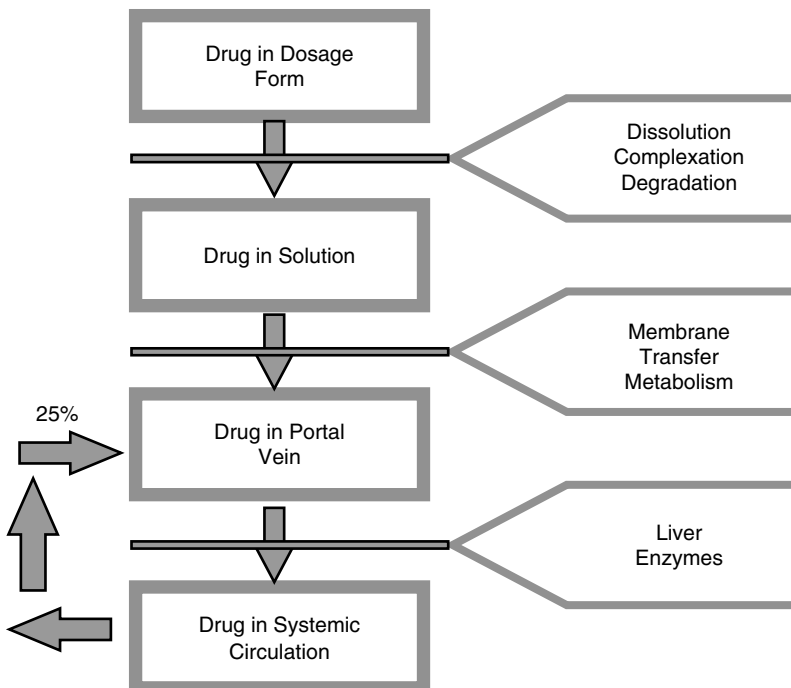 Drug in Dosage
Form
Dissolution
Complexation
Degradation
Drug in Solution
Membrane
Transfer
Metabolism
25%
Drug in Portal
Vein
Liver
Enzymes
Drug in Systemic
Circulation